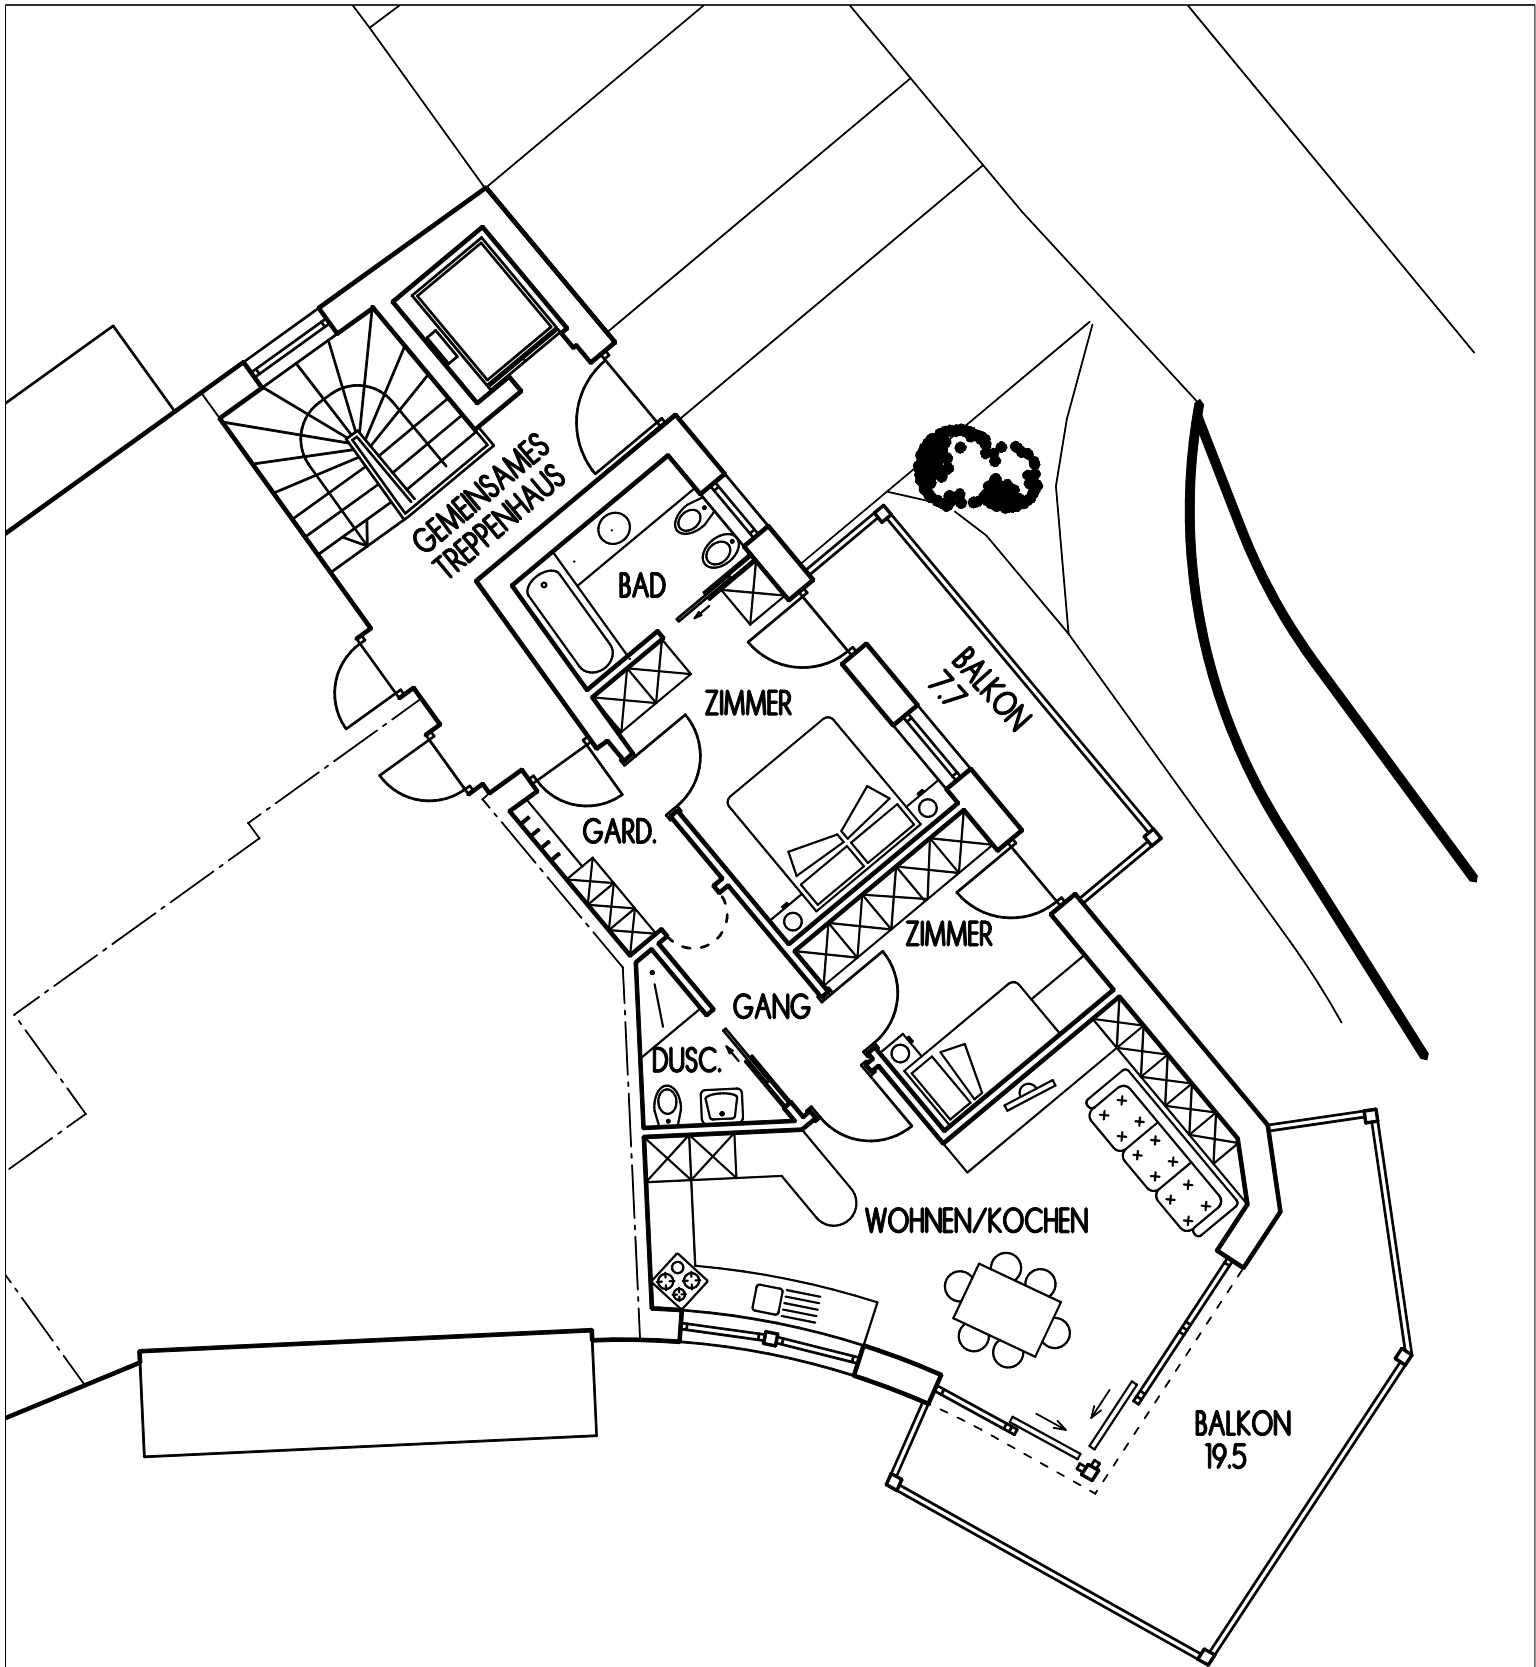 GEMEINSAMES
TREPPENHAUS
BAD
ZIMMER
BALKON
7.7
GARD.
ZIMMER
GANG
DUSC.
WOHNEN/KOCHEN
BALKON
19.5